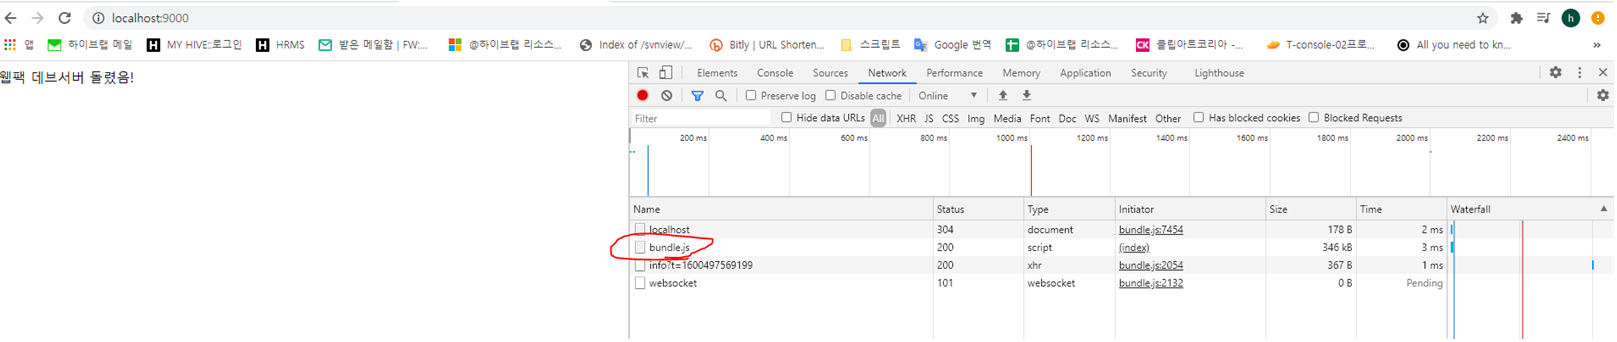 localhost:9000
h
앱 하이브랩 메일 MY HIVE::로그인 HRMS 받은 메일함 | FW:... @하이브랩 리소스... Index of /svnview/... Bitly | URL Shorten... 스크립트 Google 번역 @하이브랩 리소스... CK 클립아트코리아 -... T-console-02프로... All you need to kn... »
웹팩 데브서버 돌렸음!
Elements Console Sources Network Performance Memory Application Security Lighthouse
Preserve log Disable cache Online
Filter Hide data URLs All XHR JS CSS Img Media Font Doc WS Manifest Other Has blocked cookies Blocked Requests
200 ms 400 ms 600 ms 800 ms 1000 ms 1200 ms 1400 ms 1600 ms 1800 ms 2000 ms 2200 ms 2400 ms
Name Status Type Initiator Size Time Waterfall
localhost 304 document bundle.js:7454 178 B 2 ms
bundle.js 200 script (index) 346 kB 3 ms
info?t=1600497569199 200 xhr bundle.js:2054 367 B 1 ms
websocket 101 websocket bundle.js:2132 0 B Pending